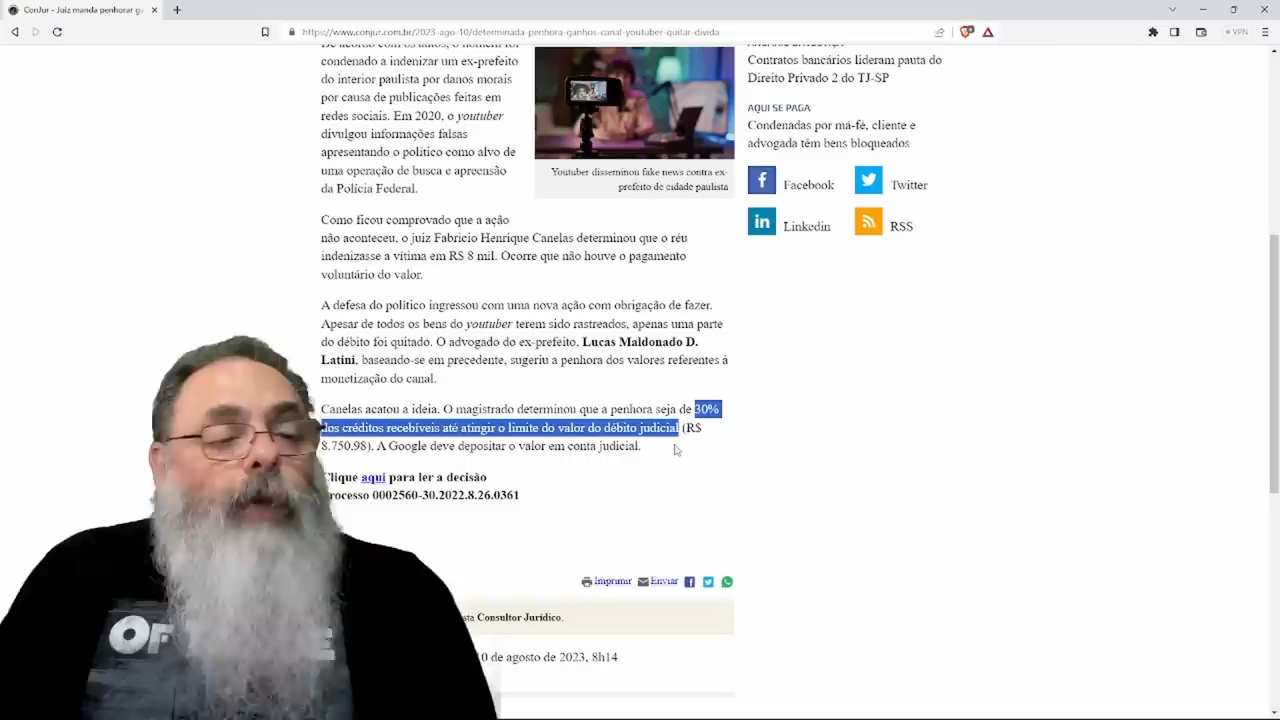 ConJur - Juiz manda penhorar ga
https://www.conjur.com.br/2023-ago-10/determinada-penhora-ganhos-canal-youtuber-quitar-divida
VPN
De acordo com os autos, o homem foi
condenado a indenizar um ex-prefeito
do interior paulista por danos morais
por causa de publicações feitas em
redes sociais. Em 2020, o youtuber
divulgou informações falsas
apresentando o político como alvo de
uma operação de busca e apreensão
da Polícia Federal.
Youtuber disseminou fake news contra ex-
prefeito de cidade paulista
Como ficou comprovado que a ação
não aconteceu, o juiz Fabricio Henrique Canelas determinou que o réu
indenizasse a vítima em R$ 8 mil. Ocorre que não houve o pagamento
voluntário do valor.
A defesa do político ingressou com uma nova ação com obrigação de fazer.
Apesar de todos os bens do youtuber terem sido rastreados, apenas uma parte
do débito foi quitado. O advogado do ex-prefeito, Lucas Maldonado D.
Latini, baseando-se em precedente, sugeriu a penhora dos valores referentes à
monetização do canal.
Canelas acatou a ideia. O magistrado determinou que a penhora seja de 30%
dos créditos recebíveis até atingir o limite do valor do débito judicial (R$
8.750,98). A Google deve depositar o valor em conta judicial.
Clique aqui para ler a decisão
Processo 0002560-30.2022.8.26.0361
Imprimir Enviar
Consultor Jurídico.
10 de agosto de 2023, 8h14
Contratos bancários lideram pauta do
Direito Privado 2 do TJ-SP
AQUI SE PAGA
Condenadas por má-fé, cliente e
advogada têm bens bloqueados
Facebook Twitter
Linkedin RSS